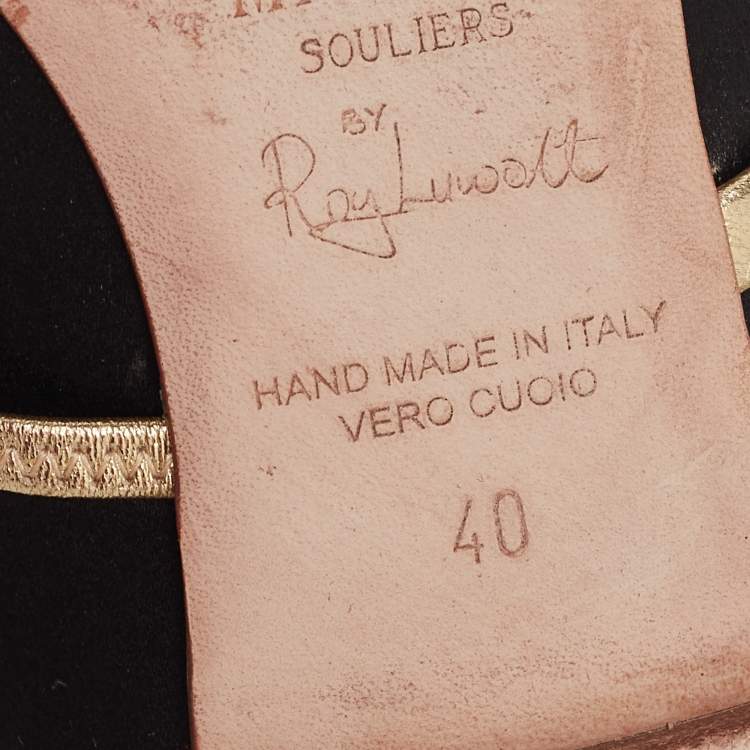 SOULIERS
BY
Roy Luwolt
HAND MADE IN ITALY
VERO CUOIO
40